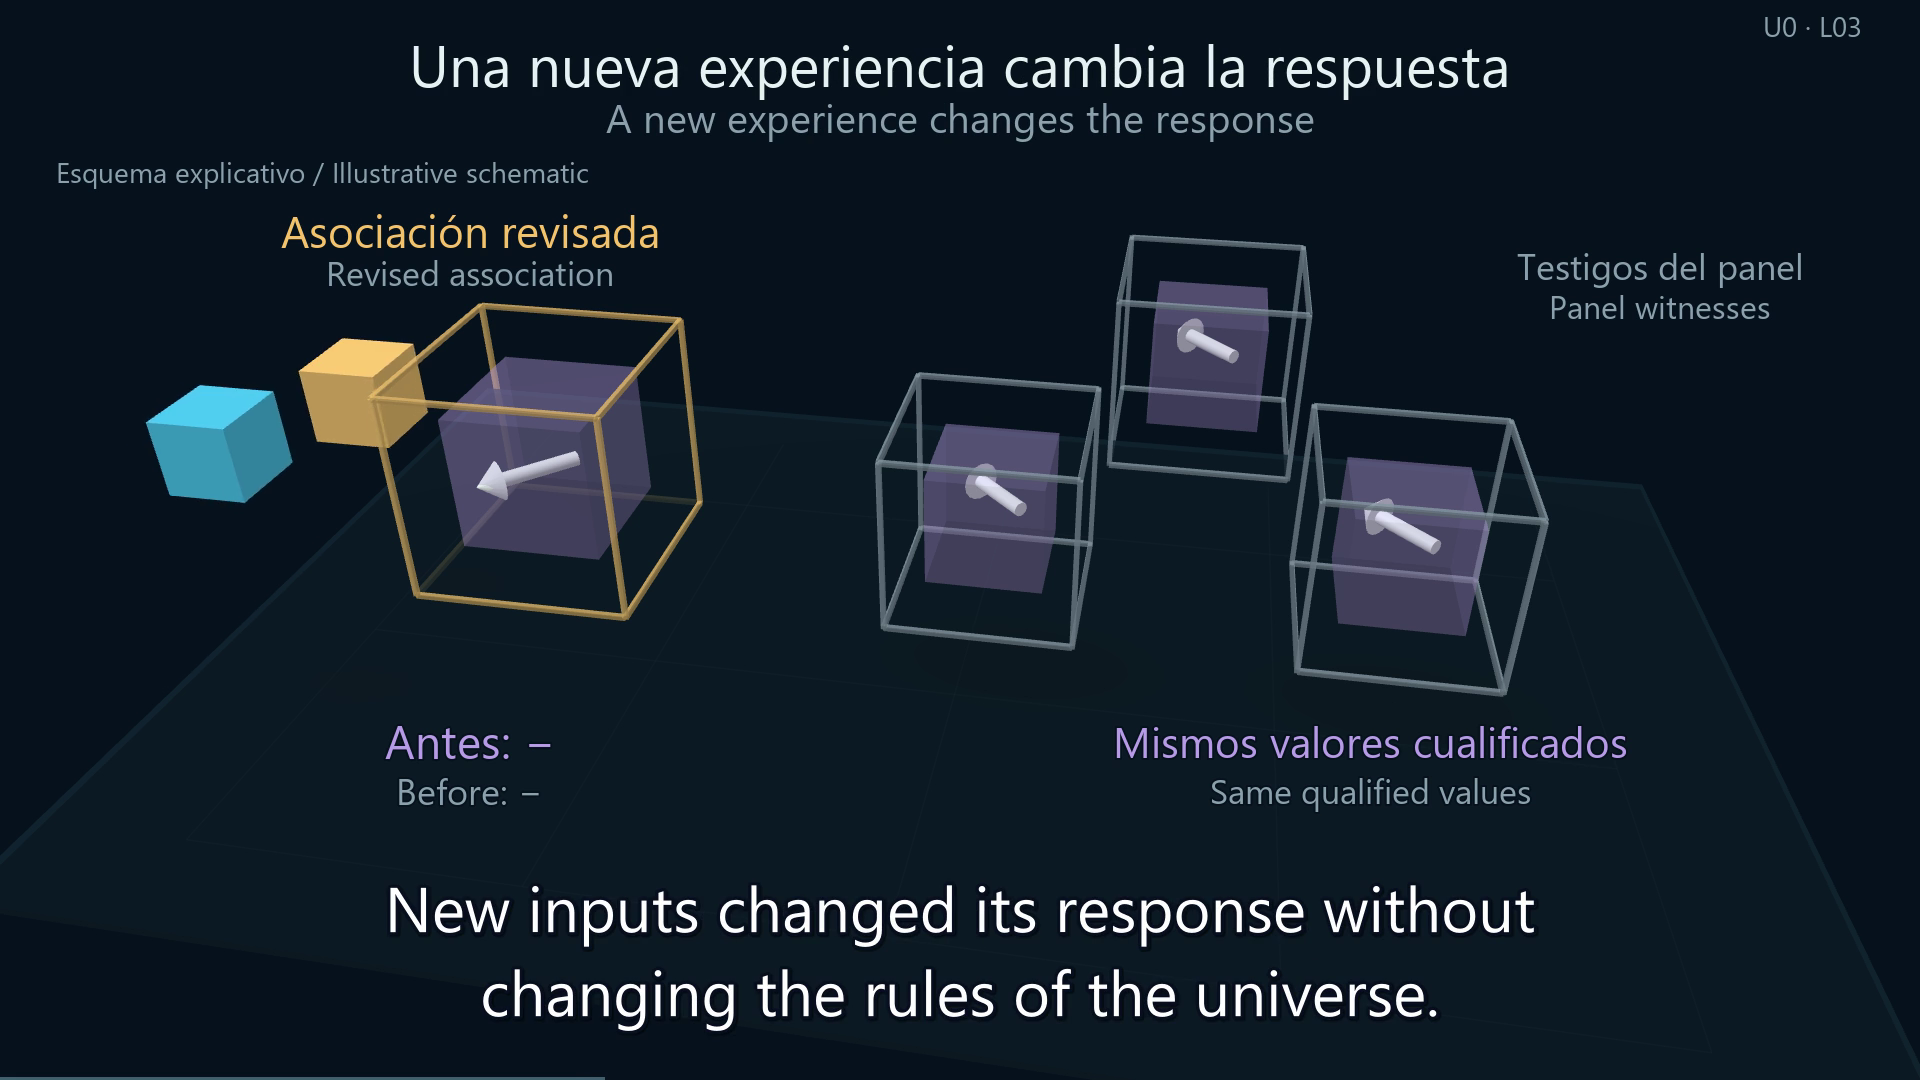 U0 · L03
Una nueva experiencia cambia la respuesta
A new experience changes the response
Esquema explicativo / Illustrative schematic
Asociación revisada
Revised association
Testigos del panel
Panel witnesses
Antes: –
Before: –
Mismos valores cualificados
Same qualified values
New inputs changed its response without
changing the rules of the universe.